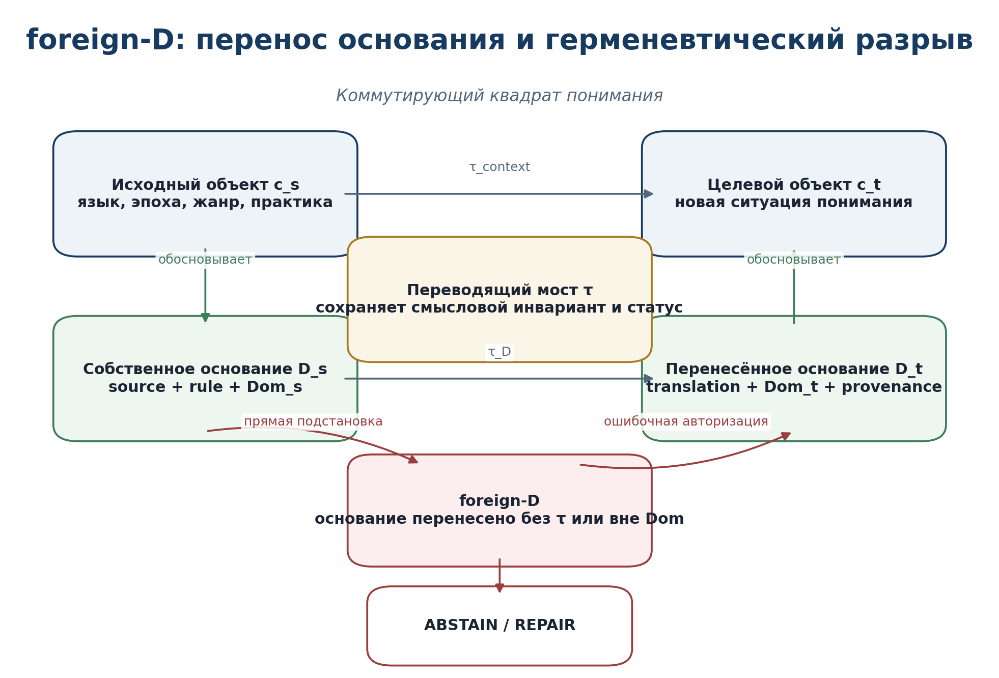 foreign-D: перенос основания и герменевтический разрыв
Коммутирующий квадрат понимания
τ_context
Исходный объект c_s
язык, эпоха, жанр, практика
Целевой объект c_t
новая ситуация понимания
обосновывает
обосновывает
Переводящий мост τ
сохраняет смысловой инвариант и статус
τ_D
Собственное основание D_s
source + rule + Dom_s
Перенесённое основание D_t
translation + Dom_t + provenance
прямая подстановка
ошибочная авторизация
foreign-D
основание перенесено без τ или вне Dom
ABSTAIN / REPAIR